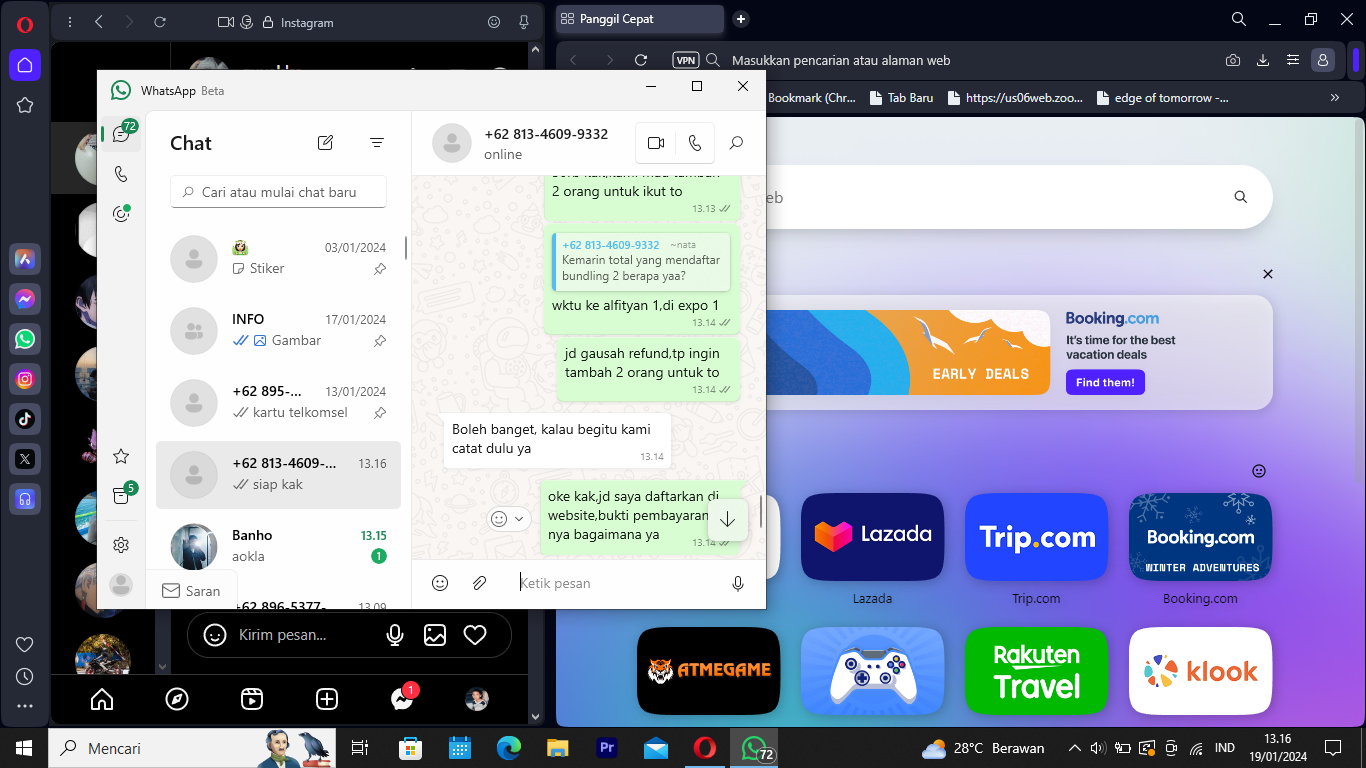 Instagram
Panggil Cepat
VPN
Masukkan pencarian atau alaman web
Bookmark (Chr...
Tab Baru
https://us06web.zoo...
edge of tomorrow -...
»
WhatsApp Beta
72
Chat
Cari atau mulai chat baru
03/01/2024
Stiker
INFO
17/01/2024
Gambar
+62 895-...
13/01/2024
kartu telkomsel
+62 813-4609-...
13.16
siap kak
Banho
13.15
aokla
1
+62 896-5377-
13.09
5
Saran
+62 813-4609-9332
online
2 orang untuk ikut to
13.13
+62 813-4609-9332 ~nata
Kemarin total yang mendaftar
bundling 2 berapa yaa?
wktu ke alfityan 1,di expo 1
13.14
jd gausah refund,tp ingin
tambah 2 orang untuk to
13.14
Boleh banget, kalau begitu kami
catat dulu ya
13.14
oke kak,jd saya daftarkan di
website,bukti pembayaran
nya bagaimana ya
13.14
Ketik pesan
Kirim pesan...
1
eb
Booking.com
It's time for the best
vacation deals
Find them!
EARLY DEALS
Lazada
Trip.com
Booking.com
WINTER ADVENTURES
Lazada
Trip.com
Booking.com
ATMEGAME
Rakuten
Travel
klook
Mencari
Pr
72
28°C Berawan
IND
13.16
19/01/2024